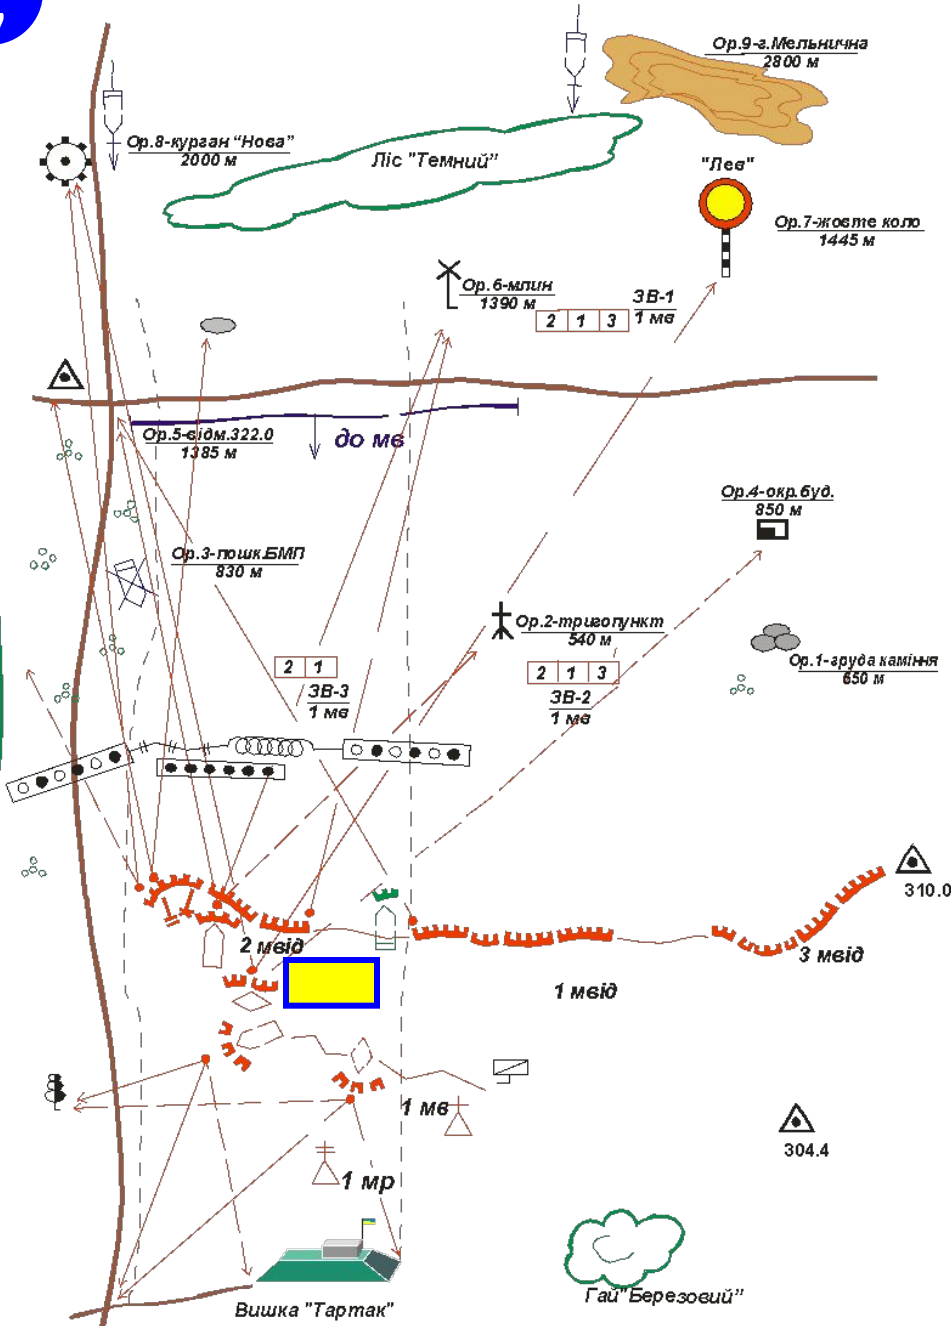 Ор.9-г.Мельнична
2800 м
Ор.8-курган "Нова"
2000 м
Ліс "Темний"
"Лев"
Ор.7-жовте коло
1445 м
Ор.6-млин
1390 м
2 1 3
ЗВ-1
1 мв
Ор.5-відм.322.0
1385 м
до мв
Ор.4-окр.буд.
850 м
Ор.3-пошк.БМП
830 м
Ор.2-тригопункт
540 м
2 1
ЗВ-3
1 мв
2 1 3
ЗВ-2
1 мв
Ор.1-груда каміння
650 м
310.0
2 мвід
3 мвід
1 мвід
1 мв
304.4
1 мр
Вишка "Тартак"
Гай"Березовий"